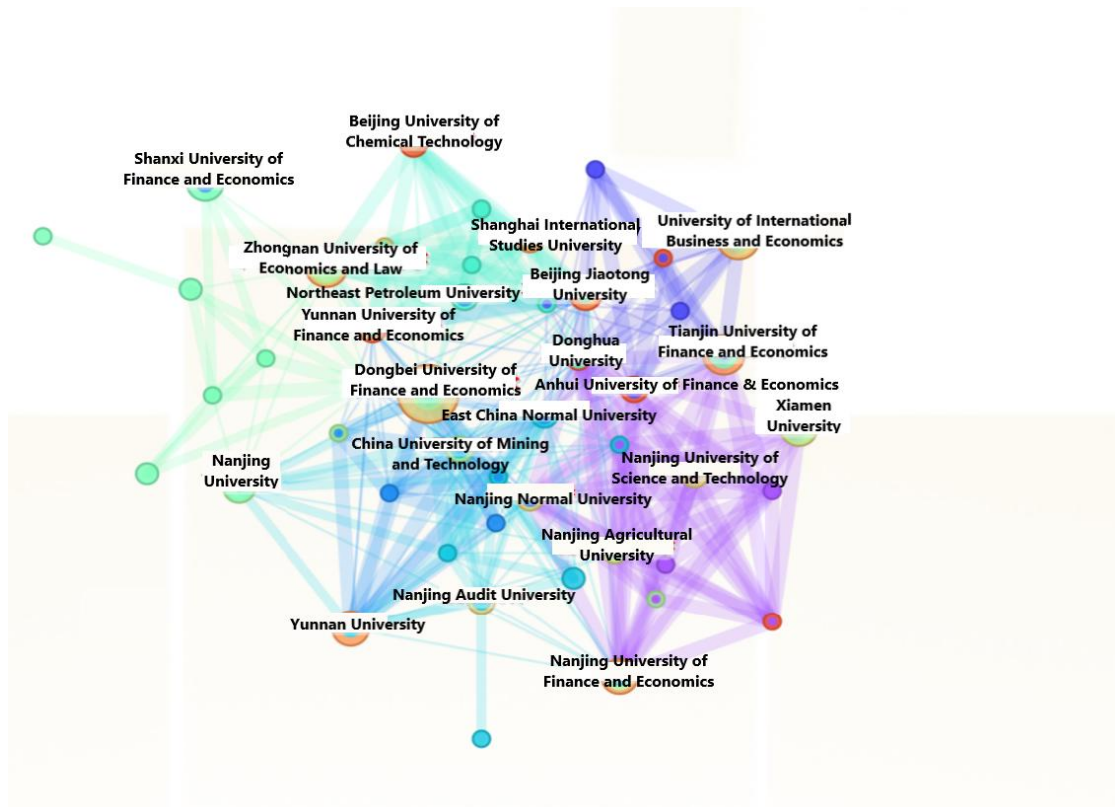 Beijing University of
Chemical Technology
Shanxi University of
Finance and Economics
Shanghai International
Studies University
University of International
Business and Economics
Zhongnan University of
Economics and Law
Beijing Jiaotong
University
Northeast Petroleum University
Yunnan University of
Finance and Economics
Donghua
University
Tianjin University of
Finance and Economics
Dongbei University of
Finance and Economics
Anhui University of Finance & Economics
Xiamen
University
East China Normal University
China University of Mining
and Technology
Nanjing
University
Nanjing University of
Science and Technology
Nanjing Normal University
Nanjing Agricultural
University
Nanjing Audit University
Yunnan University
Nanjing University of
Finance and Economics